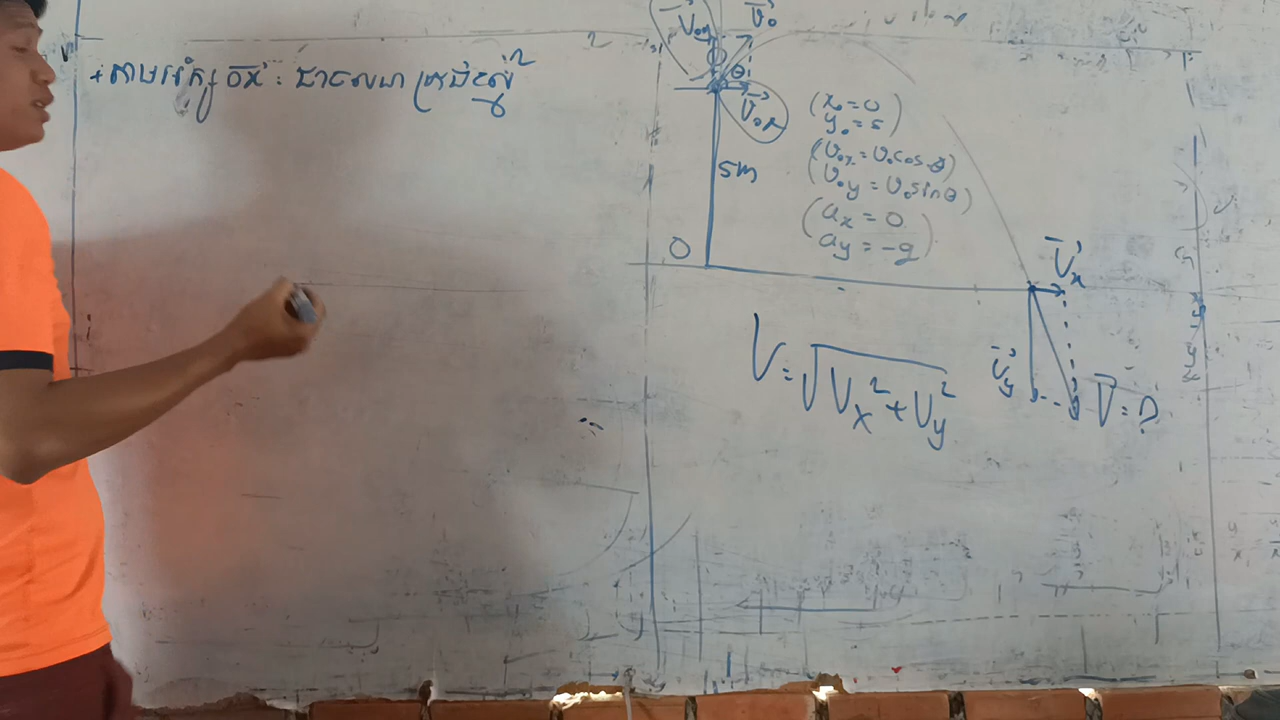 + តាមអ័ក្ស ox : ជាចលនាត្រង់ស្មើ
V₀y
V₀
θ
V₀x
(x₀ = 0
y₀ = 5)
(V₀x = V₀cosθ)
(V₀y = V₀sinθ)
5m
(ax = 0
ay = -g)
O
Vx
V = √Vx² + Vy²
Vy
V = ?